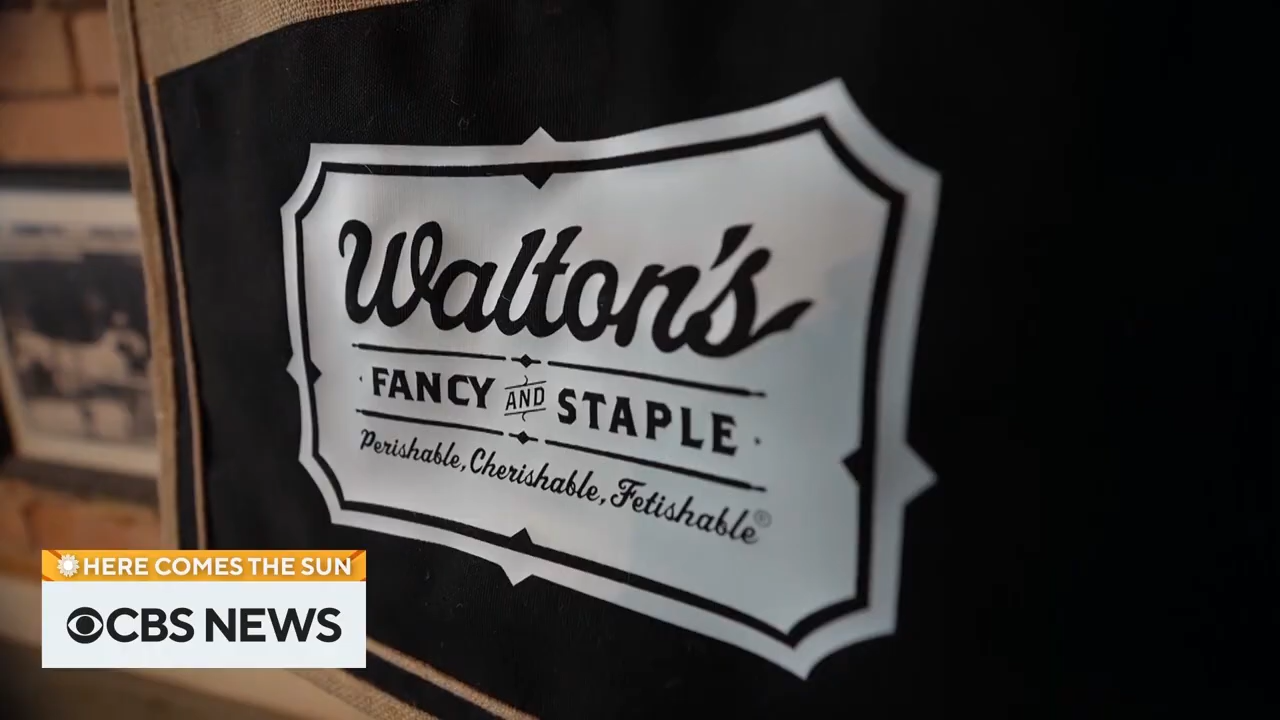 Walton's
· FANCY AND STAPLE ·
Perishable, Cherishable, Fetishable®
HERE COMES THE SUN
CBS NEWS